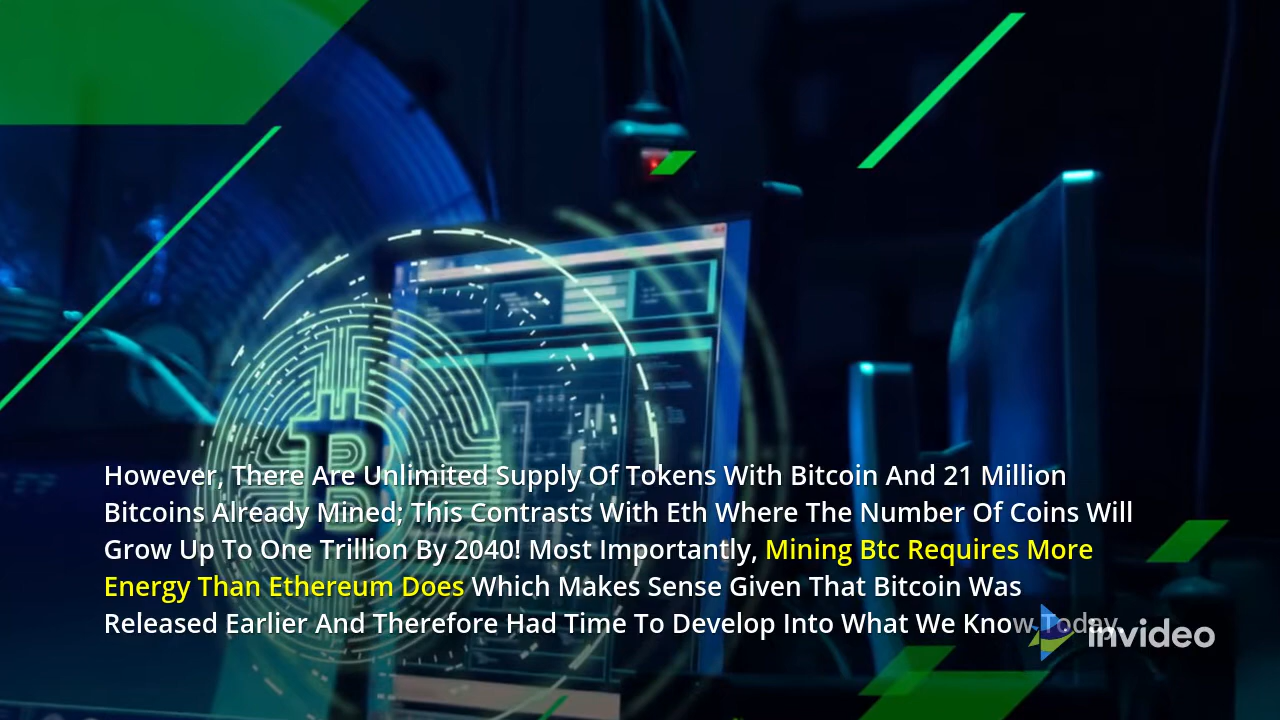 However, There Are Unlimited Supply Of Tokens With Bitcoin And 21 Million
Bitcoins Already Mined; This Contrasts With Eth Where The Number Of Coins Will
Grow Up To One Trillion By 2040! Most Importantly, Mining Btc Requires More
Energy Than Ethereum Does Which Makes Sense Given That Bitcoin Was
Released Earlier And Therefore Had Time To Develop Into What We Know Today
invideo